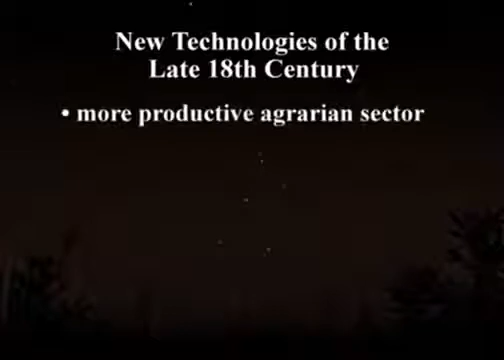 New Technologies of the
Late 18th Century
• more productive agrarian sector